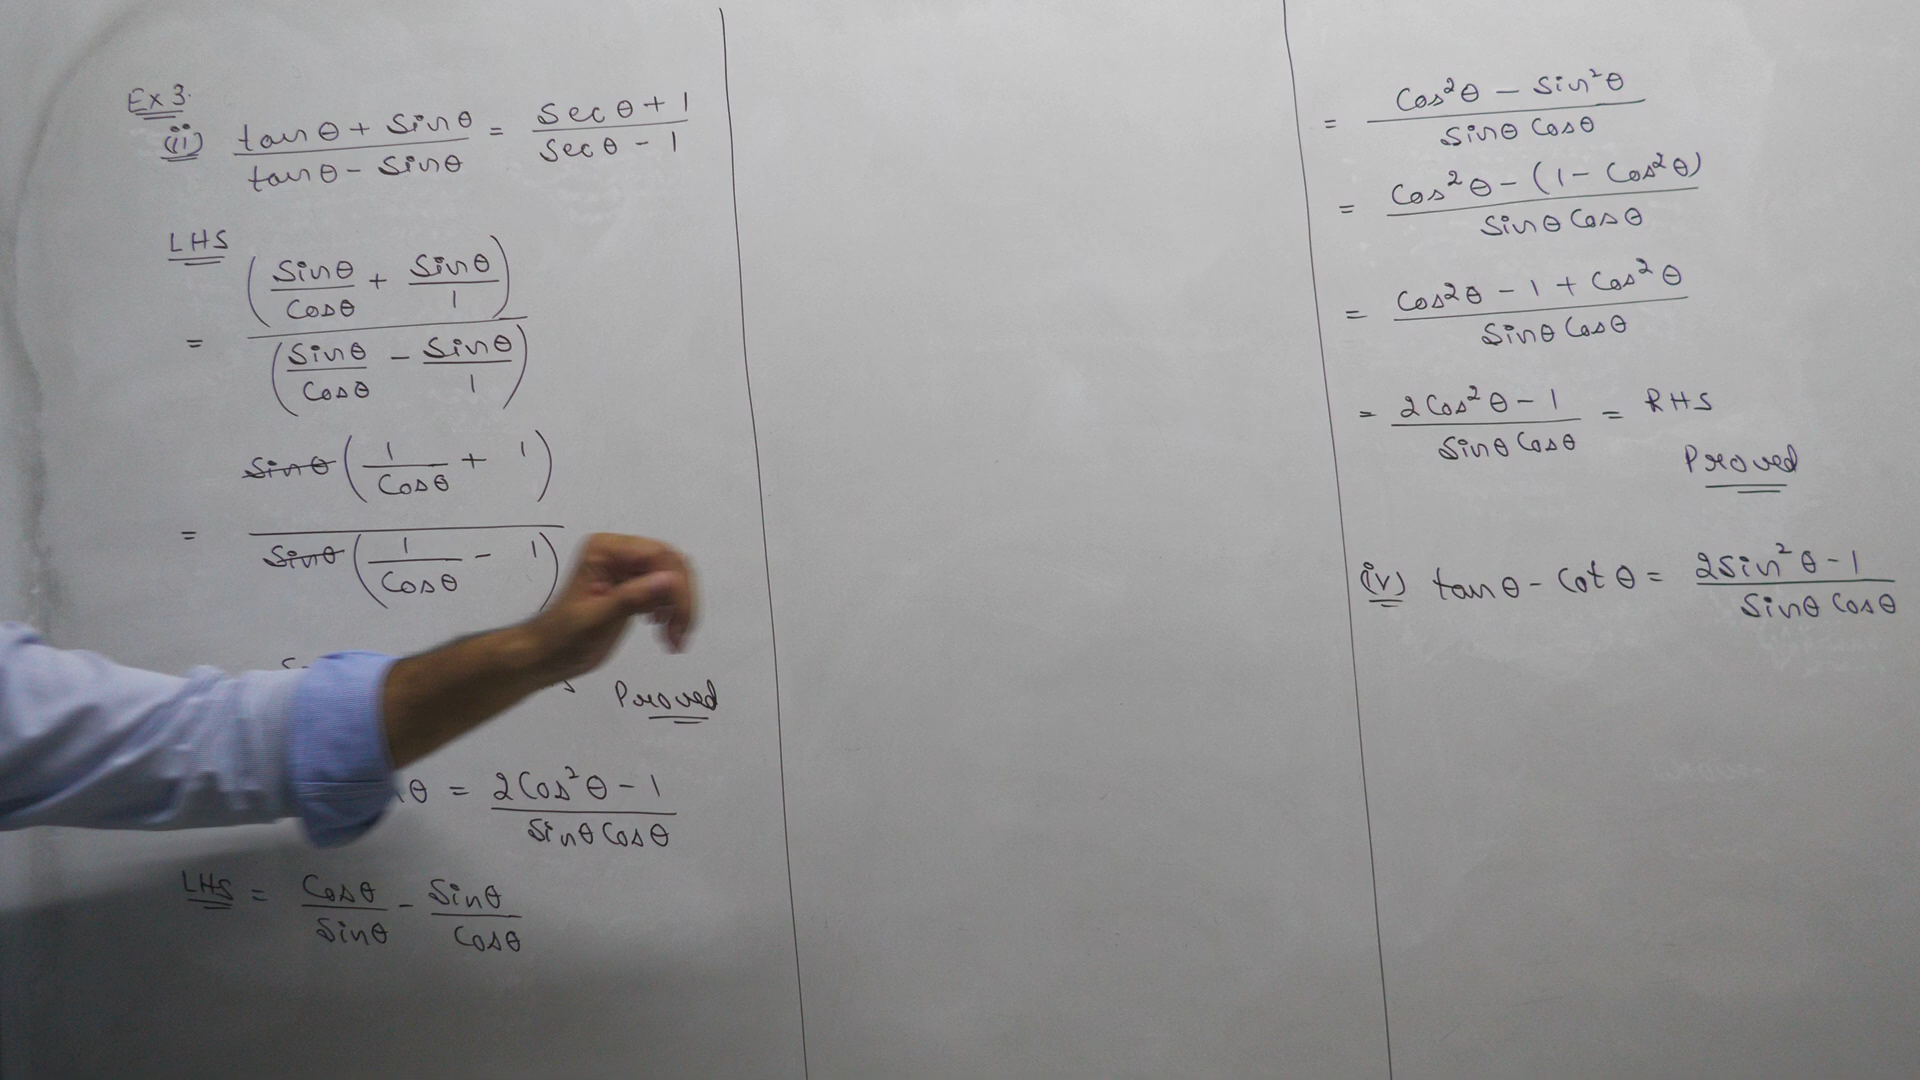 Ex 3.
(ii) tanθ + Sinθ / tanθ - Sinθ = Secθ + 1 / Secθ - 1
LHS
= (Sinθ / Cosθ + Sinθ / 1) / (Sinθ / Cosθ - Sinθ / 1)
= Sinθ (1 / Cosθ + 1) / Sinθ (1 / Cosθ - 1)
Proved
θ = 2Cos²θ - 1 / Sinθ Cosθ
LHS = Cosθ / Sinθ - Sinθ / Cosθ
= Cos²θ - Sin²θ / Sinθ Cosθ
= Cos²θ - (1 - Cos²θ) / Sinθ Cosθ
= Cos²θ - 1 + Cos²θ / Sinθ Cosθ
= 2Cos²θ - 1 / Sinθ Cosθ = RHS
Proved
(iv) tanθ - Cotθ = 2Sin²θ - 1 / Sinθ Cosθ